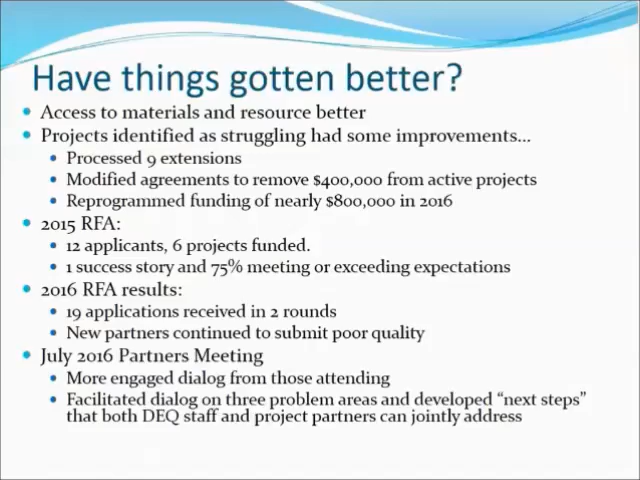 Have things gotten better?
Access to materials and resource better
Projects identified as struggling had some improvements...
Processed 9 extensions
Modified agreements to remove $400,000 from active projects
Reprogrammed funding of nearly $800,000 in 2016
2015 RFA:
12 applicants, 6 projects funded.
1 success story and 75% meeting or exceeding expectations
2016 RFA results:
19 applications received in 2 rounds
New partners continued to submit poor quality
July 2016 Partners Meeting
More engaged dialog from those attending
Facilitated dialog on three problem areas and developed “next steps”
that both DEQ staff and project partners can jointly address